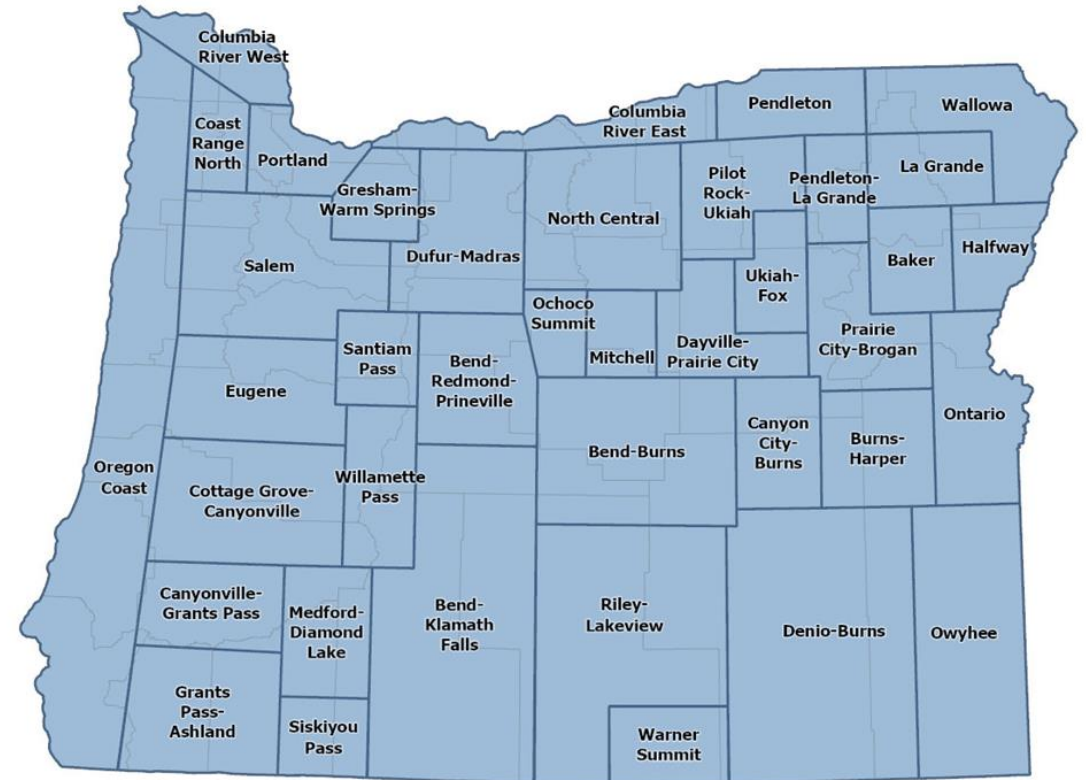 Columbia
River West
Coast
Range
North
Portland
Gresham-
Warm Springs
Columbia
River East
Pendleton
Wallowa
La Grande
Pilot
Rock-
Ukiah
Pendleton-
La Grande
North Central
Dufur-Madras
Salem
Baker
Halfway
Ukiah-
Fox
Ochoco
Summit
Mitchell
Dayville-
Prairie City
Prairie
City-Brogan
Santiam
Pass
Bend-
Redmond-
Prineville
Eugene
Ontario
Canyon
City-
Burns
Burns-
Harper
Bend-Burns
Oregon
Coast
Cottage Grove-
Canyonville
Willamette
Pass
Canyonville-
Grants Pass
Medford-
Diamond
Lake
Bend-
Klamath
Falls
Riley-
Lakeview
Denio-Burns
Owyhee
Grants
Pass-
Ashland
Siskiyou
Pass
Warner
Summit